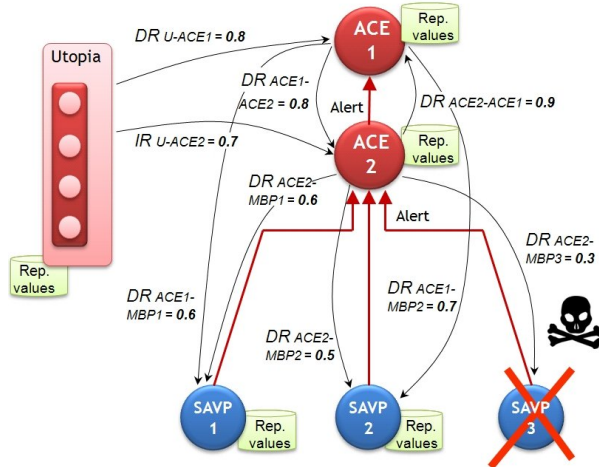 DR U-ACE1 = 0.8
ACE
1
Rep.
values
Utopia
DR ACE1-
ACE2 = 0.8
Alert
DR ACE2-ACE1 = 0.9
IR U-ACE2 = 0.7
ACE
2
Rep.
values
DR ACE2-
MBP1 = 0.6
Alert
DR ACE2-
MBP3 = 0.3
Rep.
values
DR ACE1-
MBP1 = 0.6
DR ACE1-
MBP2 = 0.7
DR ACE2-
MBP2 = 0.5
SAVP
1
Rep.
values
SAVP
2
Rep.
values
SAVP
3